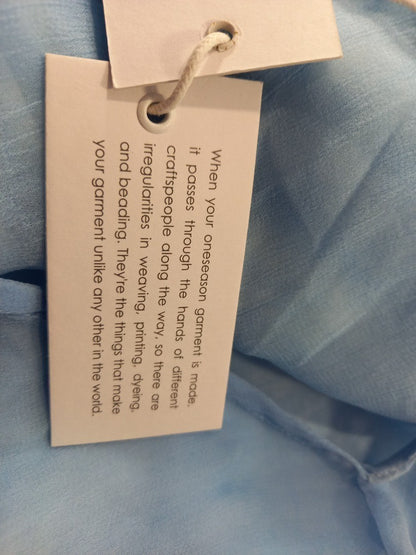 When your oneseason garment is made,
it passes through the hands of different
craftspeople along the way, so there are
irregularities in weaving, printing, dyeing,
and beading. They're the things that make
your garment unlike any other in the world.